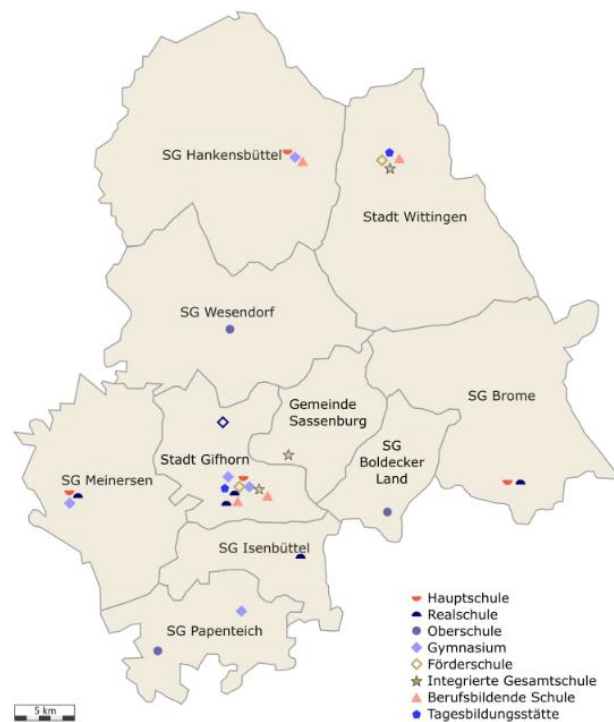 SG Hankensbüttel
Stadt Wittingen
SG Wesendorf
SG Brome
Gemeinde
Sassenburg
Stadt Gifhorn
SG
Boldecker
Land
SG Meinersen
SG Isenbüttel
SG Papenteich
Hauptschule
Realschule
Oberschule
Gymnasium
Förderschule
Integrierte Gesamtschule
Berufsbildende Schule
Tagesbildungsstätte
5 km